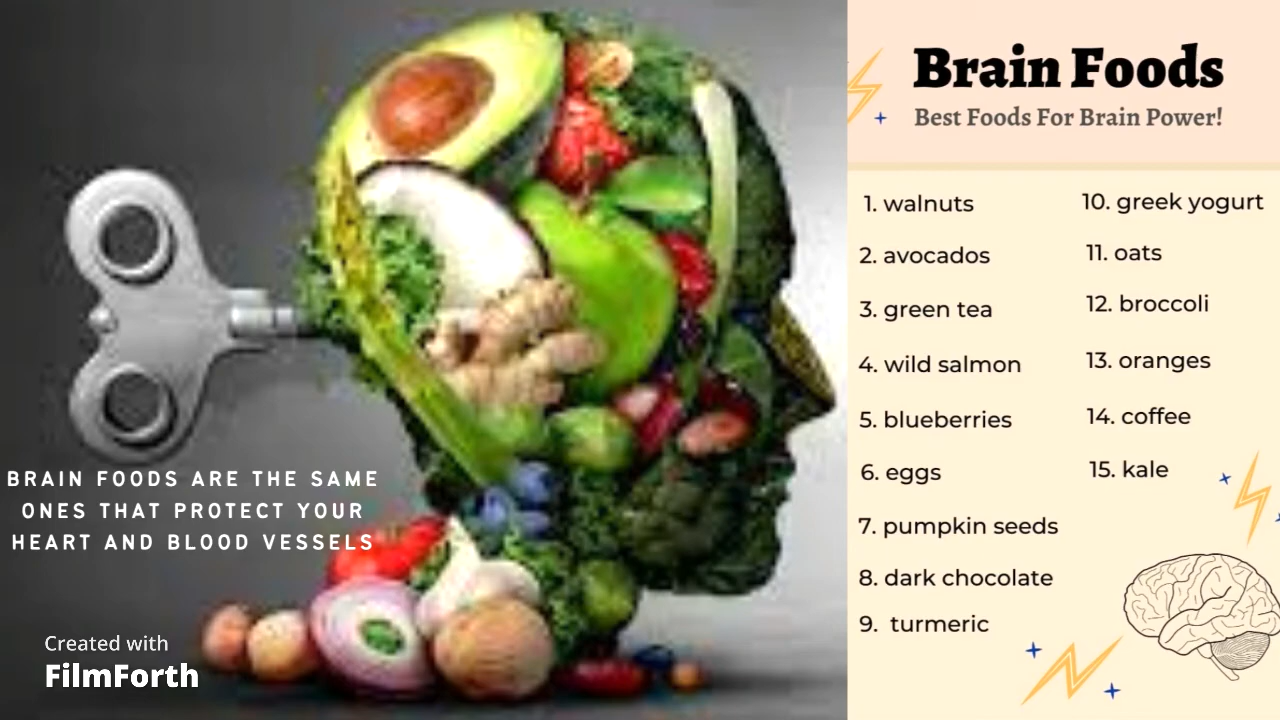 BRAIN FOODS ARE THE SAME
ONES THAT PROTECT YOUR
HEART AND BLOOD VESSELS
Created with
FilmForth
Brain Foods
Best Foods For Brain Power!
1. walnuts
2. avocados
3. green tea
4. wild salmon
5. blueberries
6. eggs
7. pumpkin seeds
8. dark chocolate
9. turmeric
10. greek yogurt
11. oats
12. broccoli
13. oranges
14. coffee
15. kale